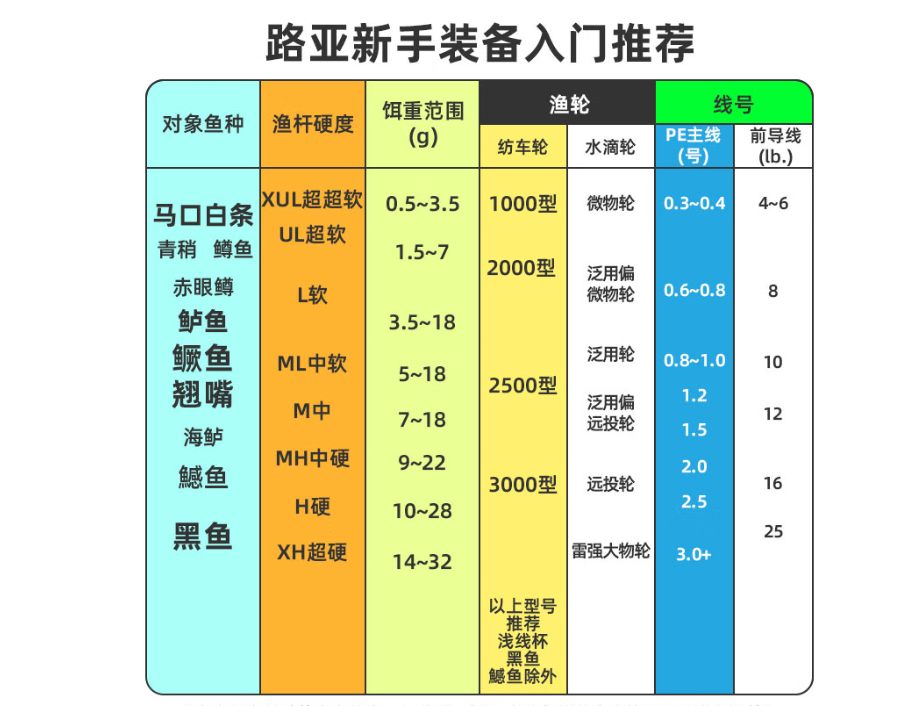 路亚新手装备入门推荐
对象鱼种
渔杆硬度
饵重范围
(g)
渔轮
纺车轮
水滴轮
线号
PE主线
(号)
前导线
(lb.)
马口白条
青稍 鳟鱼
赤眼鳟
鲈鱼
鳜鱼
翘嘴
海鲈
鳡鱼
黑鱼
XUL超超软
UL超软
L软
ML中软
M中
MH中硬
H硬
XH超硬
0.5~3.5
1.5~7
3.5~18
5~18
7~18
9~22
10~28
14~32
1000型
2000型
2500型
3000型
以上型号
推荐
浅线杯
黑鱼
鳡鱼除外
微物轮
泛用偏
微物轮
泛用轮
泛用偏
远投轮
远投轮
雷强大物轮
0.3~0.4
0.6~0.8
0.8~1.0
1.2
1.5
2.0
2.5
3.0+
4~6
8
10
12
16
25